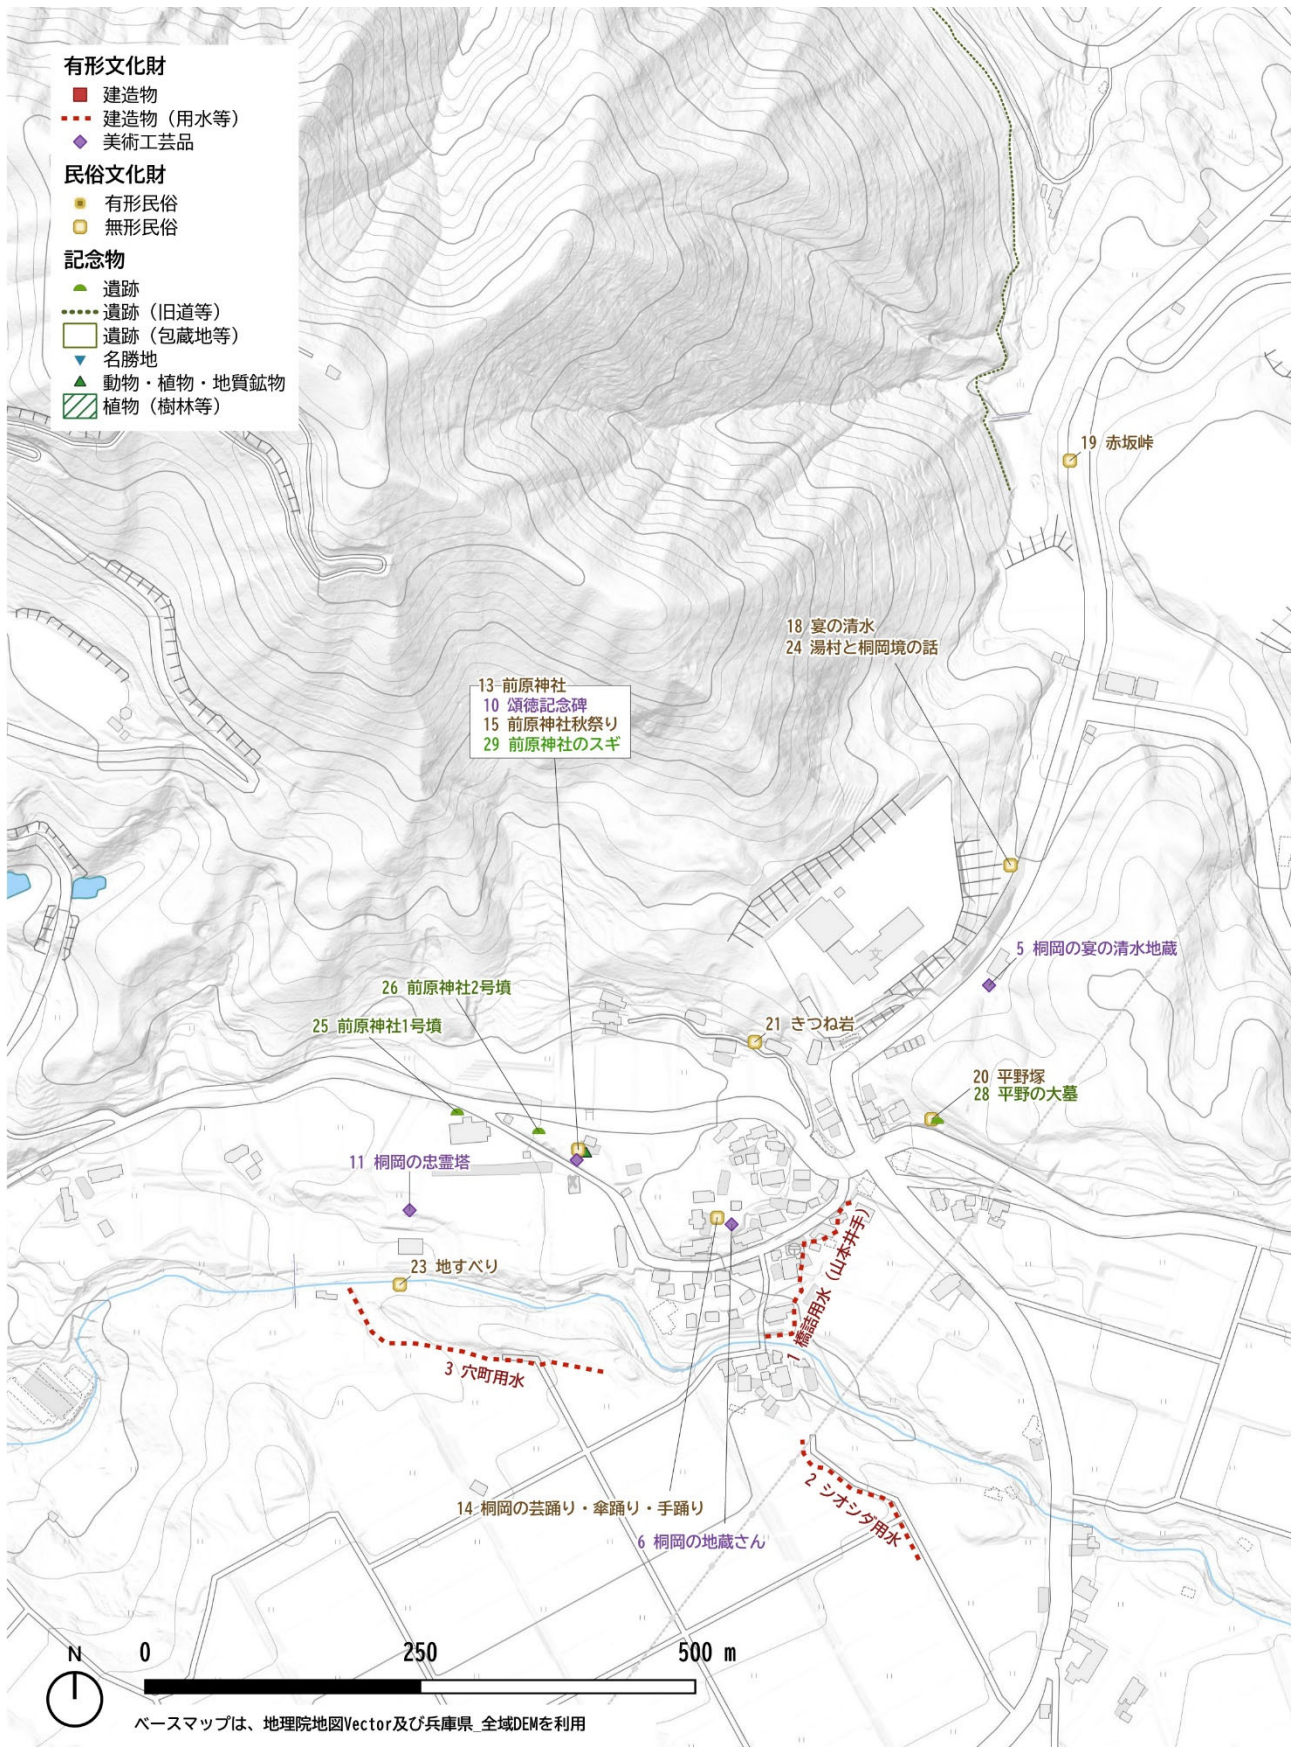 有形文化財
建造物
建造物（用水等）
美術工芸品
民俗文化財
有形民俗
無形民俗
記念物
遺跡
遺跡（旧道等）
遺跡（包蔵地等）
名勝地
動物・植物・地質鉱物
植物（樹林等）
19 赤坂峠
18 宴の清水
24 湯村と桐岡境の話
13 前原神社
10 頌徳記念碑
15 前原神社秋祭り
29 前原神社のスギ
5 桐岡の宴の清水地蔵
26 前原神社2号墳
25 前原神社1号墳
21 きつね岩
20 平野塚
28 平野の大墓
11 桐岡の忠霊塔
23 地すべり
1 橋詰用水（山本井手）
3 穴町用水
2 シオシダ用水
14 桐岡の芸踊り・傘踊り・手踊り
6 桐岡の地蔵さん
N
0 250 500 m
ベースマップは、地理院地図Vector及び兵庫県_全域DEMを利用